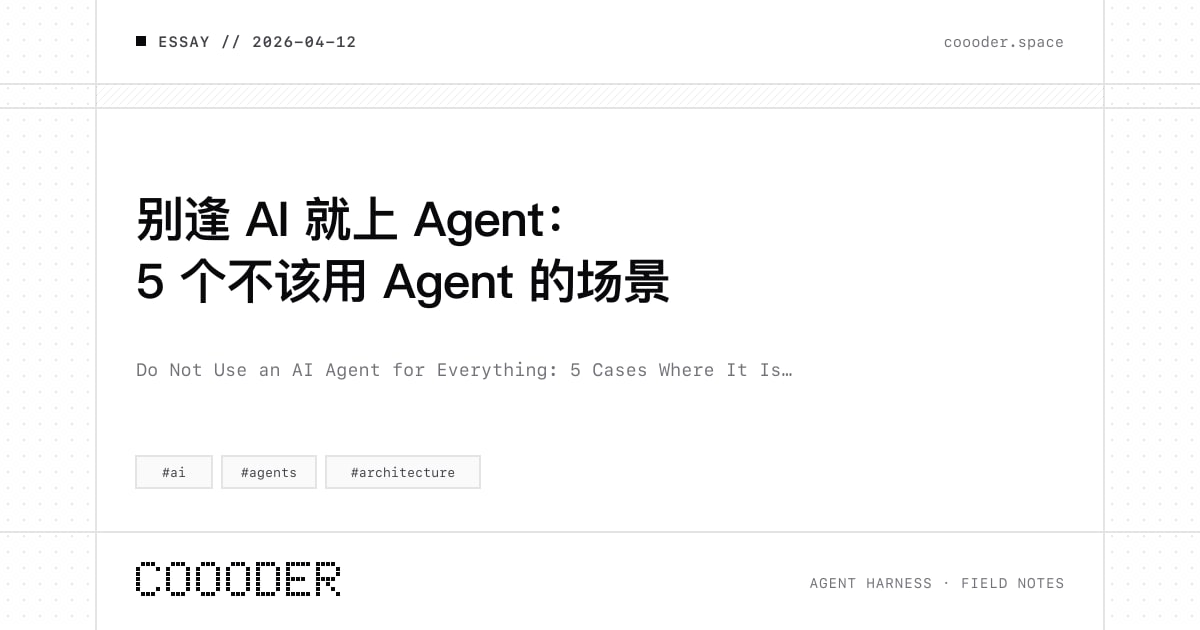 ESSAY // 2026-04-12
coooder.space
别逢 AI 就上 Agent：
5 个不该用 Agent 的场景
Do Not Use an AI Agent for Everything: 5 Cases Where It Is…
#ai
#agents
#architecture
COOODER
AGENT HARNESS · FIELD NOTES